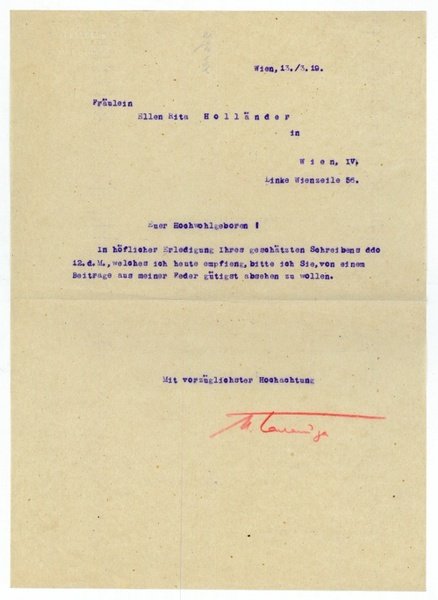 Wien, 13./3.19.
Fräulein
Ellen Rita Holländer
in
Wien, IV.
Linke Wienzeile 56.
Euer Hochwohlgeboren !
In höflicher Erledigung Ihres geschätzten Schreibens ddo
12.d.M., welches ich heute empfieng, bitte ich Sie, von einem
Beitrage aus meiner Feder gütigst absehen zu wollen.
Mit vorzüglichster Hochachtung